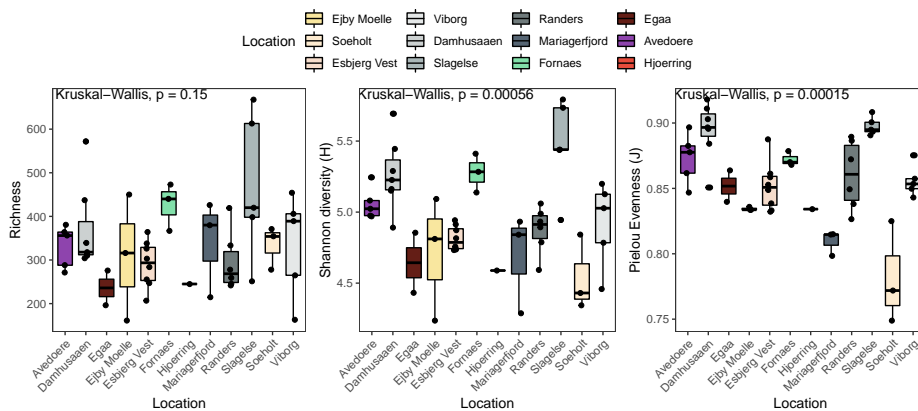 Location
Ejby Moelle
Soeholt
Esbjerg Vest
Viborg
Damhusaaen
Slagelse
Randers
Mariagerfjord
Fornaes
Egaa
Avedoere
Hjoerring
Kruskal−Wallis, p = 0.15
Richness
600
500
400
300
200
Avedoere
Damhusaaen
Egaa
Ejby Moelle
Esbjerg Vest
Fornaes
Hjoerring
Mariagerfjord
Randers
Slagelse
Soeholt
Viborg
Location
Kruskal−Wallis, p = 0.00056
Shannon diversity (H)
5.5
5.0
4.5
Avedoere
Damhusaaen
Egaa
Ejby Moelle
Esbjerg Vest
Fornaes
Hjoerring
Mariagerfjord
Randers
Slagelse
Soeholt
Viborg
Location
Kruskal−Wallis, p = 0.00015
Pielou Evenness (J)
0.90
0.85
0.80
0.75
Avedoere
Damhusaaen
Egaa
Ejby Moelle
Esbjerg Vest
Fornaes
Hjoerring
Mariagerfjord
Randers
Slagelse
Soeholt
Viborg
Location